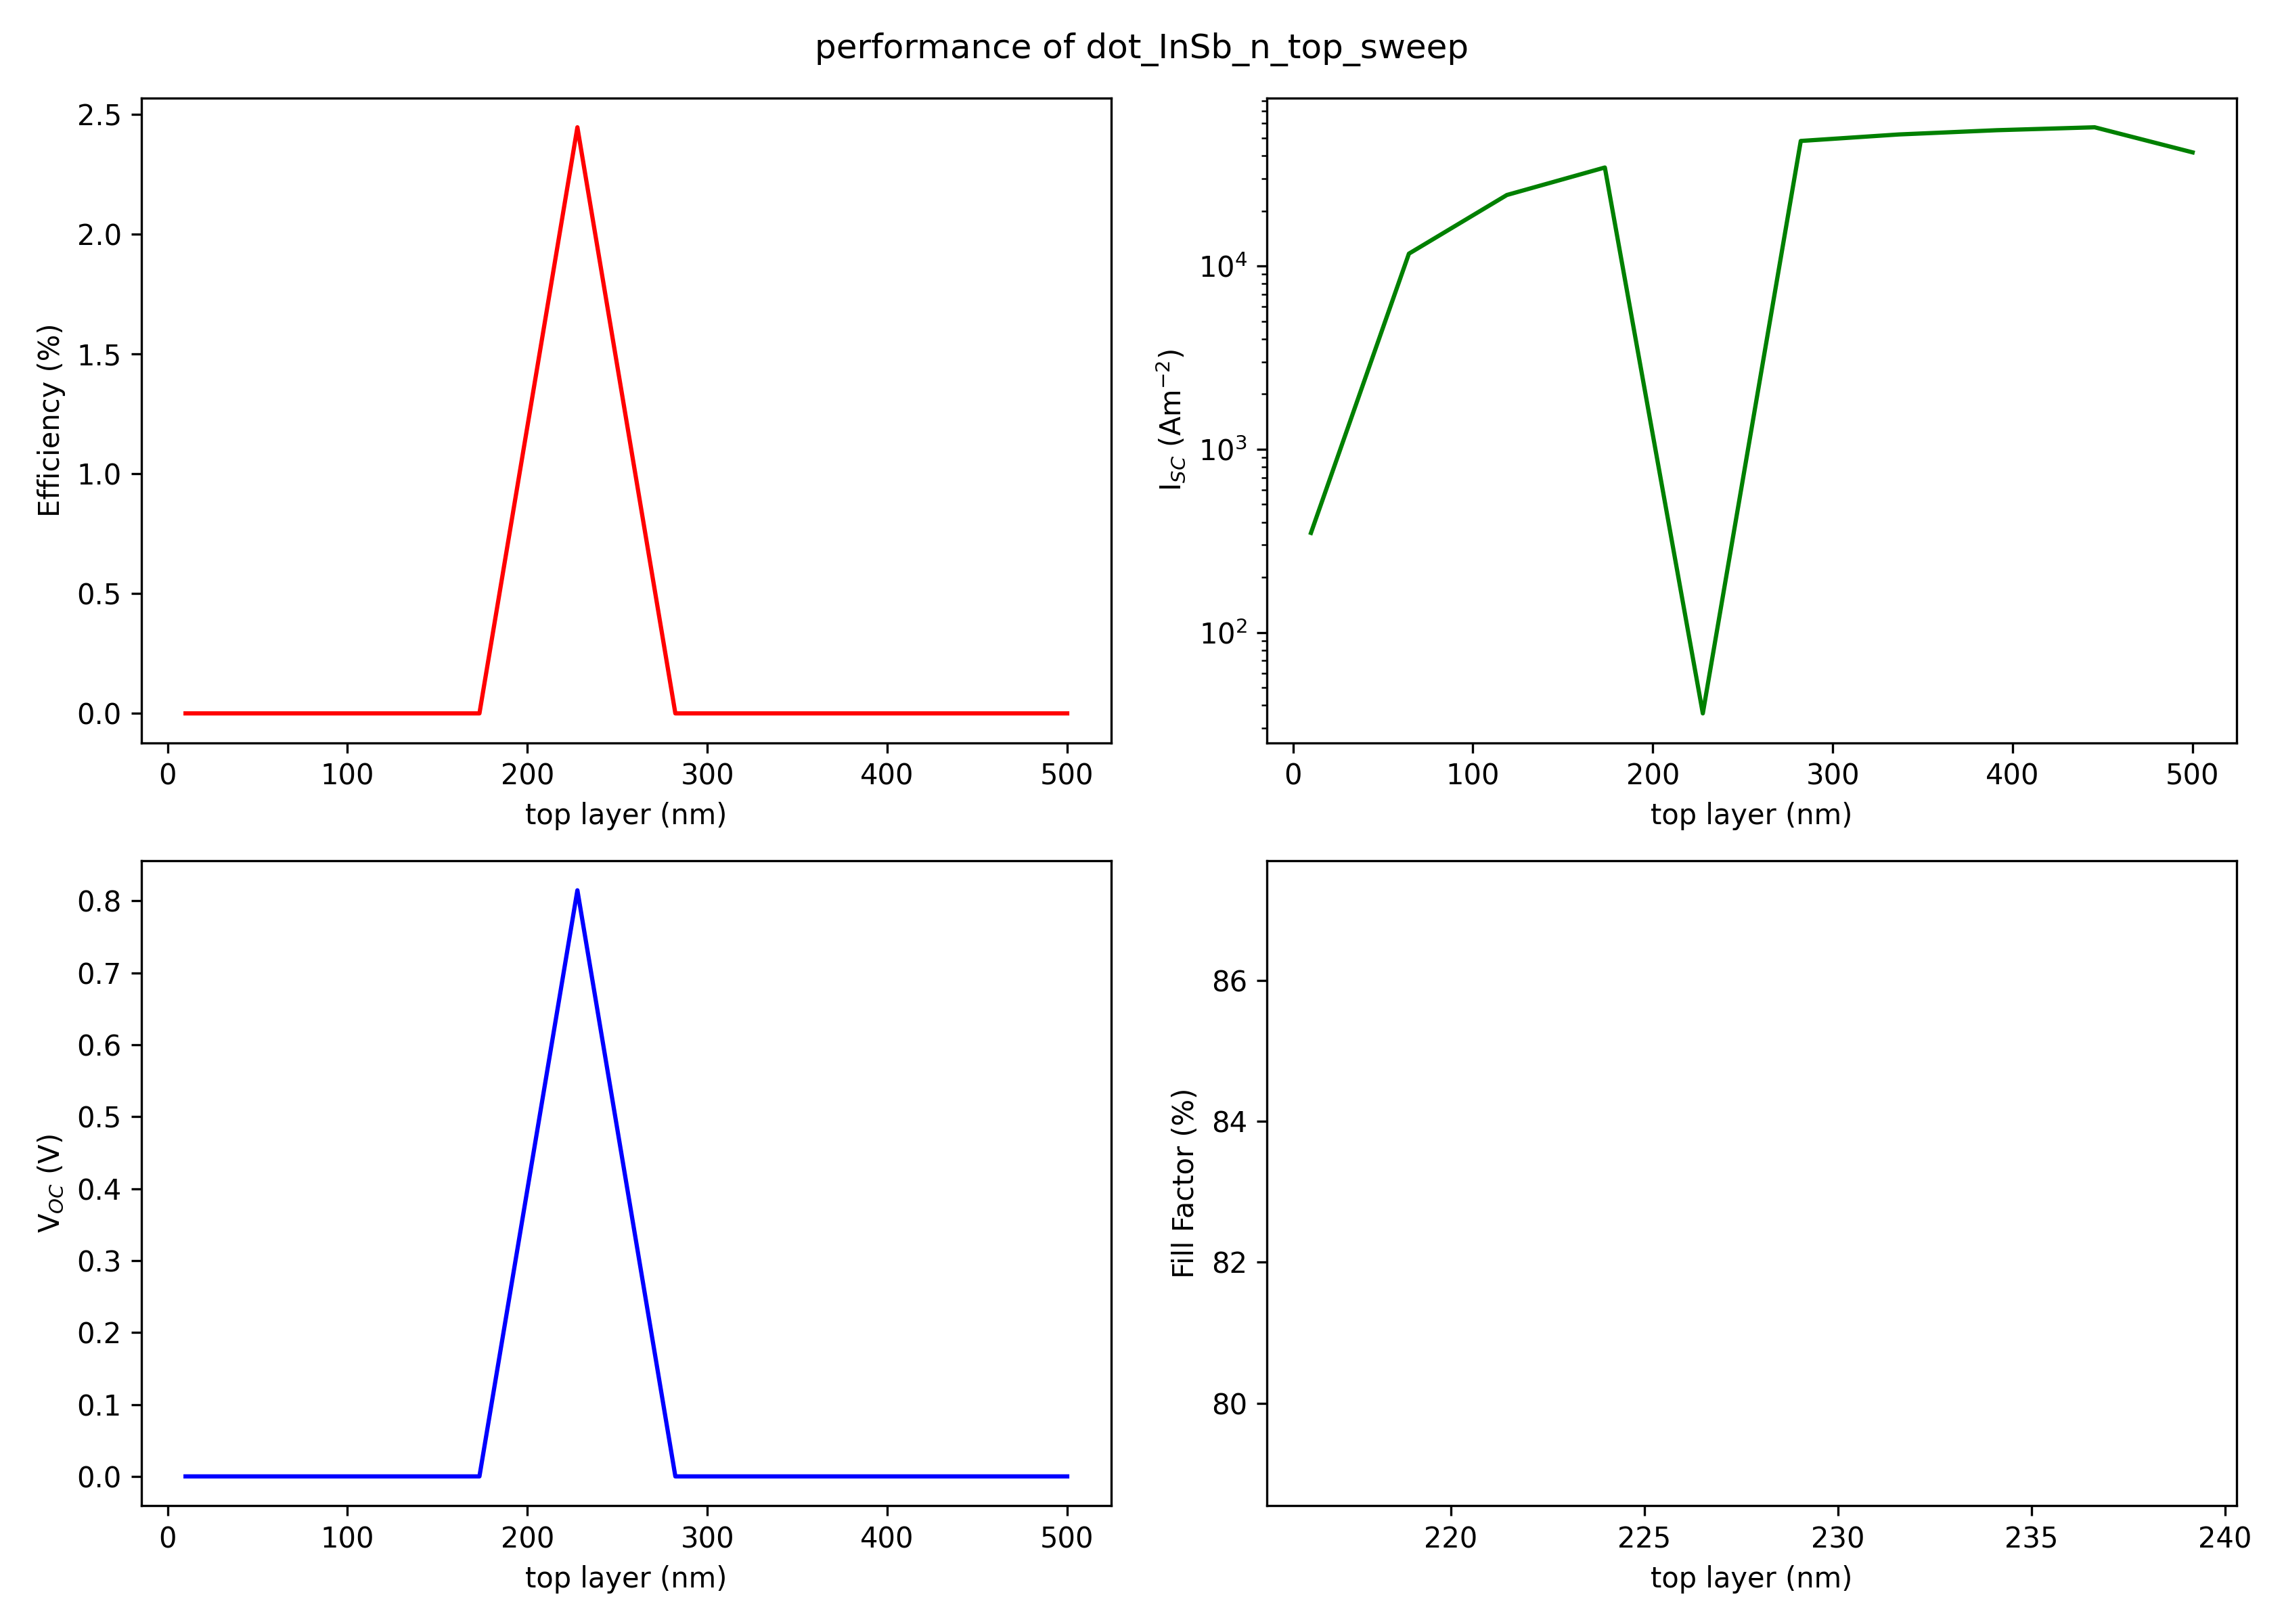 performance of dot_InSb_n_top_sweep
2.5
2.0
1.5
1.0
0.5
0.0
Efficiency (%)
0 100 200 300 400 500
top layer (nm)
10⁴
10³
10²
I_SC (Am⁻²)
0 100 200 300 400 500
top layer (nm)
0.8
0.7
0.6
0.5
0.4
0.3
0.2
0.1
0.0
V_OC (V)
0 100 200 300 400 500
top layer (nm)
86
84
82
80
Fill Factor (%)
220 225 230 235 240
top layer (nm)